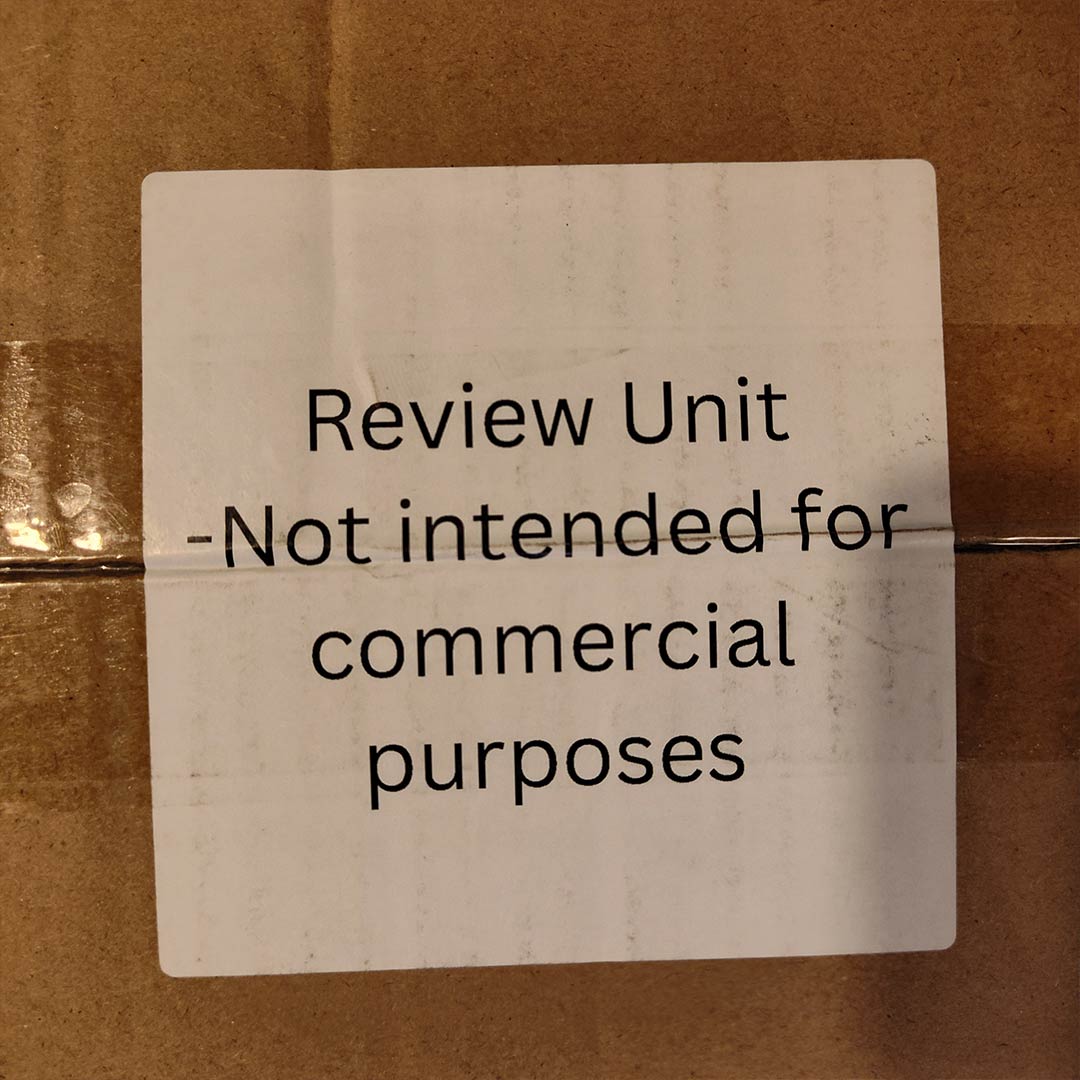 Review Unit
-Not intended for
commercial
purposes